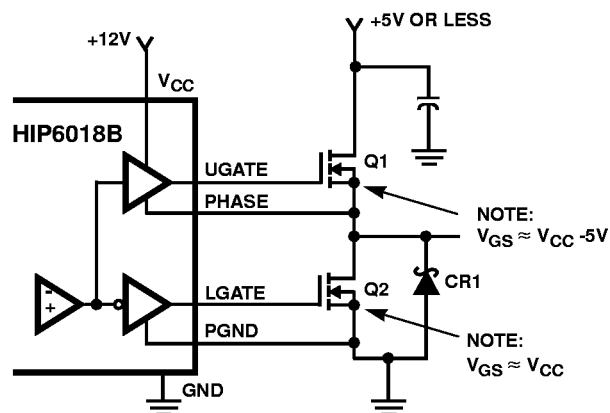 +5V OR LESS
+12V
VCC
HIP6018B
UGATE
Q1
PHASE
NOTE:
VGS ≈ VCC -5V
- +
LGATE
Q2
CR1
PGND
NOTE:
VGS ≈ VCC
GND